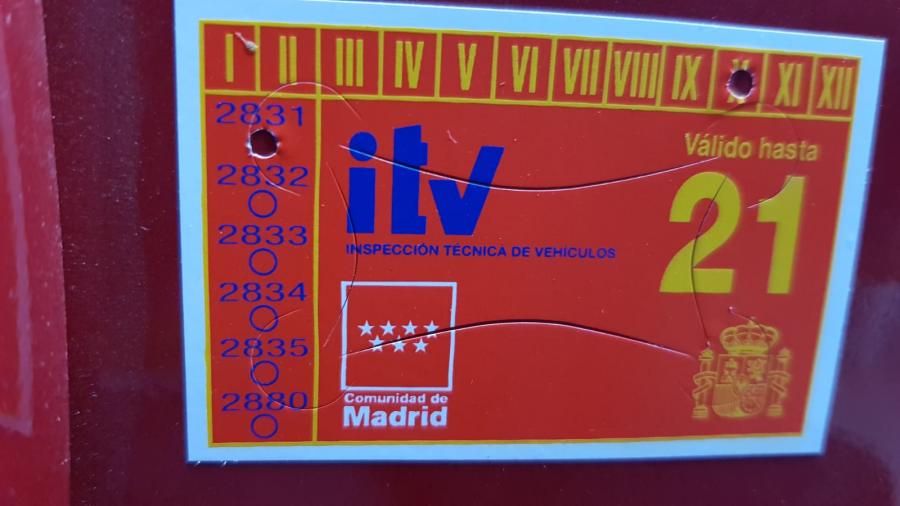 I II III IV V VI VII VIII IX X XI XII
2831
2832
2833
2834
2835
2880
itv
INSPECCIÓN TÉCNICA DE VEHÍCULOS
Válido hasta
21
Comunidad de
Madrid